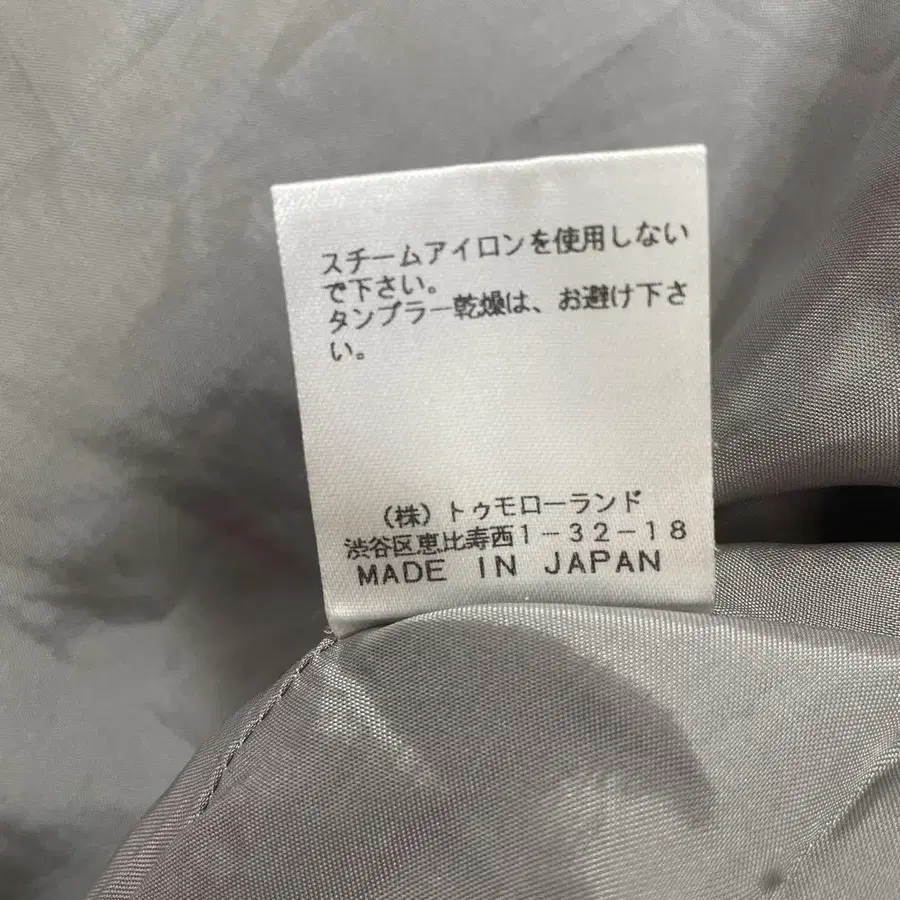 スチームアイロンを使用しない
で下さい。
タンブラー乾燥は、お避け下さ
い。
(株)トゥモローランド
渋谷区恵比寿西1-32-18
MADE IN JAPAN